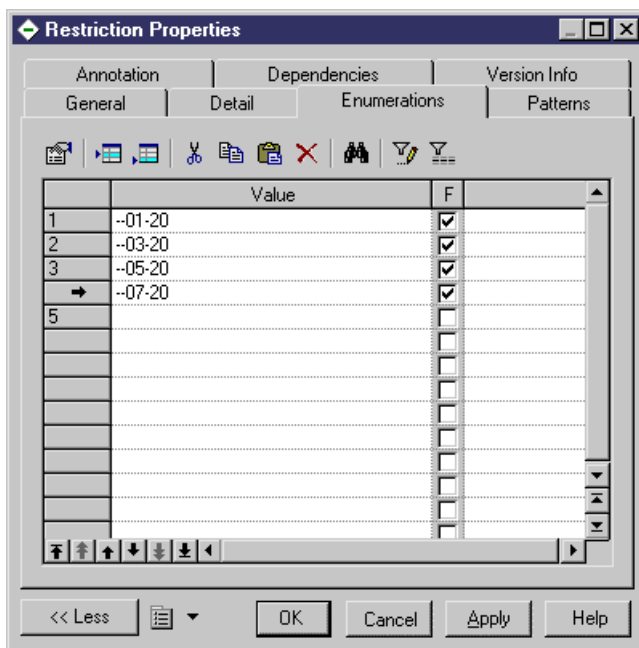 Restriction Properties
Annotation Dependencies Version Info
General Detail Enumerations Patterns
Value F
1 --01-20
2 --03-20
3 --05-20
--07-20
5
<< Less OK Cancel Apply Help